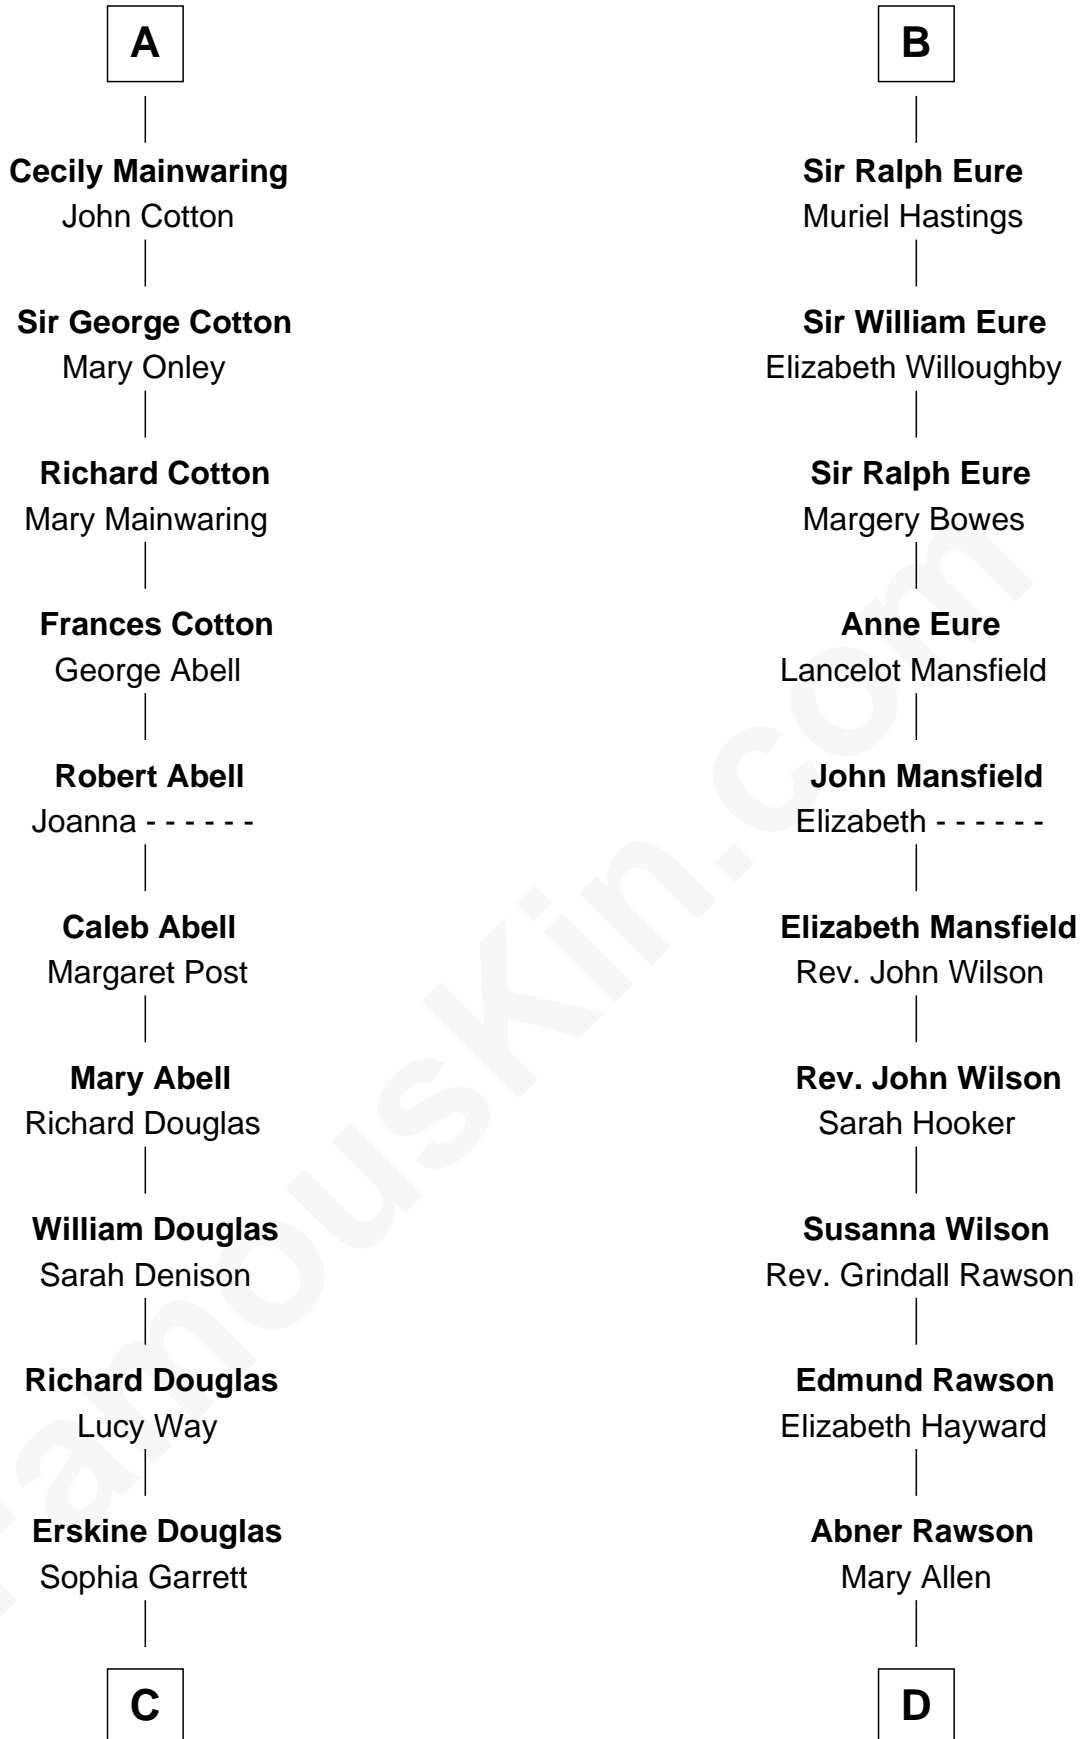 A
Cecily Mainwaring
John Cotton
Sir George Cotton
Mary Onley
Richard Cotton
Mary Mainwaring
Frances Cotton
George Abell
Robert Abell
Joanna - - - - - -
Caleb Abell
Margaret Post
Mary Abell
Richard Douglas
William Douglas
Sarah Denison
Richard Douglas
Lucy Way
Erskine Douglas
Sophia Garrett
C
B
Sir Ralph Eure
Muriel Hastings
Sir William Eure
Elizabeth Willoughby
Sir Ralph Eure
Margery Bowes
Anne Eure
Lancelot Mansfield
John Mansfield
Elizabeth - - - - - -
Elizabeth Mansfield
Rev. John Wilson
Rev. John Wilson
Sarah Hooker
Susanna Wilson
Rev. Grindall Rawson
Edmund Rawson
Elizabeth Hayward
Abner Rawson
Mary Allen
D
FamousKin.com